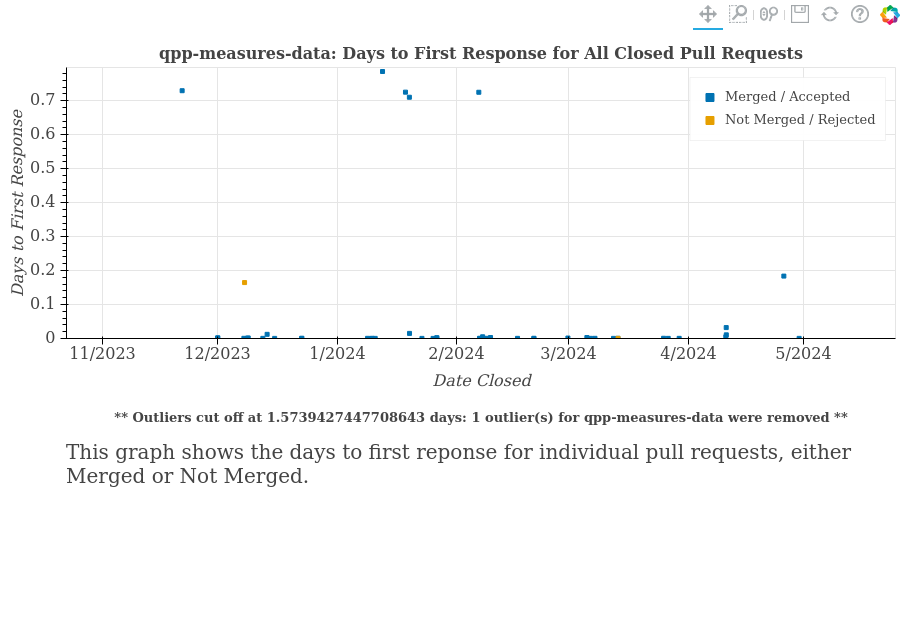 qpp-measures-data: Days to First Response for All Closed Pull Requests
Days to First Response
0.7
0.6
0.5
0.4
0.3
0.2
0.1
0
Merged / Accepted
Not Merged / Rejected
11/2023 12/2023 1/2024 2/2024 3/2024 4/2024 5/2024
Date Closed
** Outliers cut off at 1.5739427447708643 days: 1 outlier(s) for qpp-measures-data were removed **
This graph shows the days to first reponse for individual pull requests, either
Merged or Not Merged.